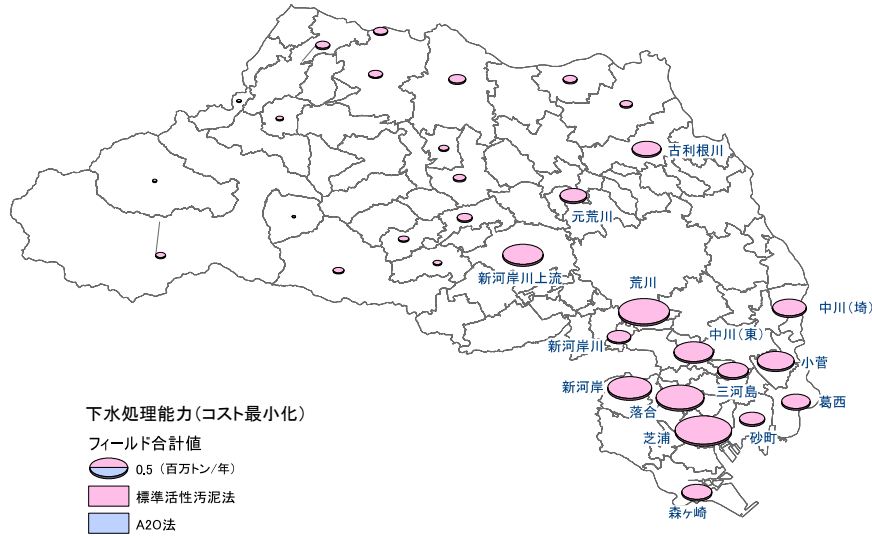 古利根川
元荒川
新河岸川上流
荒川
中川（埼）
新河岸川
中川（東）
小菅
新河岸
三河島
葛西
落合
芝浦
砂町
森ヶ崎
下水処理能力（コスト最小化）
フィールド合計値
0.5 （百万トン/年）
標準活性汚泥法
A2O法